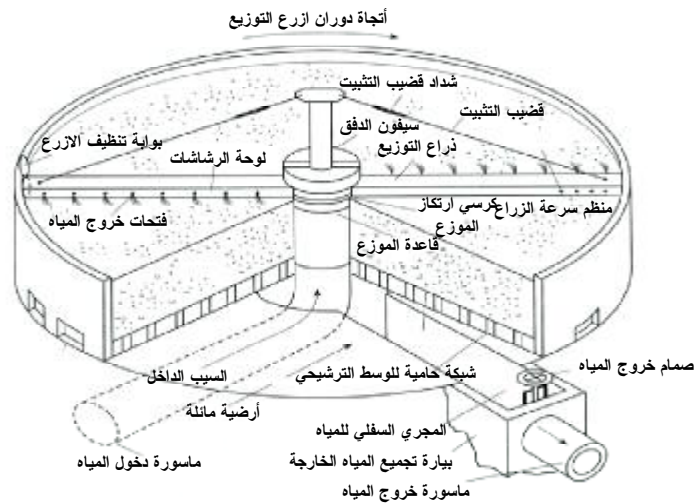 أتجاة دوران ازرع التوزيع
شداد قضيب التثبيت
قضيب التثبيت
سيفون الدفق
ذراع التوزيع
بوابة تنظيف الازرع
لوحة الرشاشات
فتحات خروج المياه
منظم سرعة الزراع
كرسي ارتكاز
الموزع
قاعدة الموزع
صمام خروج المياه
شبكة حامية للوسط الترشيحي
السيب الداخل
أرضية مائلة
المجري السفلي للمياه
بيارة تجميع المياه الخارجة
ماسورة دخول المياه
ماسورة خروج المياه